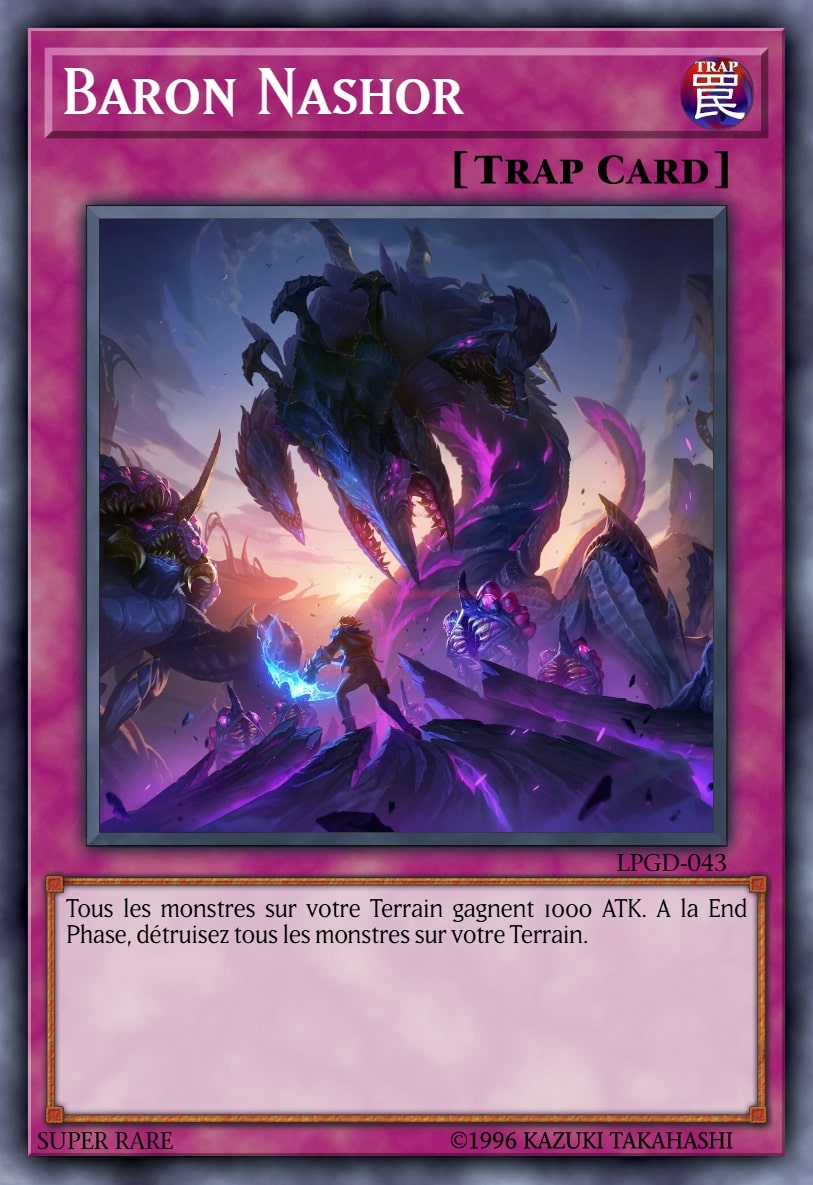 Baron Nashor
TRAP
罠
[Trap Card]
LPGD-043
Tous les monstres sur votre Terrain gagnent 1000 ATK. A la End
Phase, détruisez tous les monstres sur votre Terrain.
SUPER RARE
©1996 KAZUKI TAKAHASHI